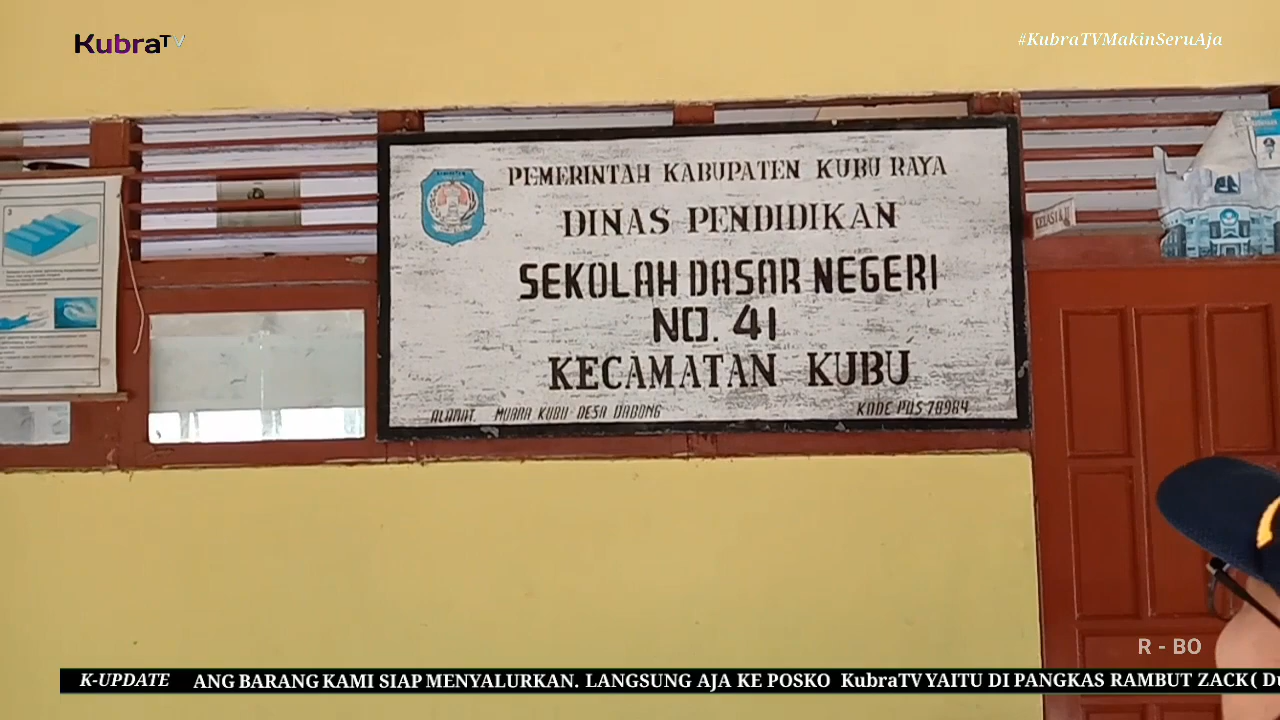 KubraTV
#KubraTVMakinSeruAja
PEMERINTAH KABUPATEN KUBU RAYA
DINAS PENDIDIKAN
SEKOLAH DASAR NEGERI
NO. 41
KECAMATAN KUBU
ALAMAT. MUARA KUBU DESA DABONG
KODE POS 78984
3
R - BO
K-UPDATE
ANG BARANG KAMI SIAP MENYALURKAN. LANGSUNG AJA KE POSKO KubraTV YAITU DI PANGKAS RAMBUT ZACK ( Du